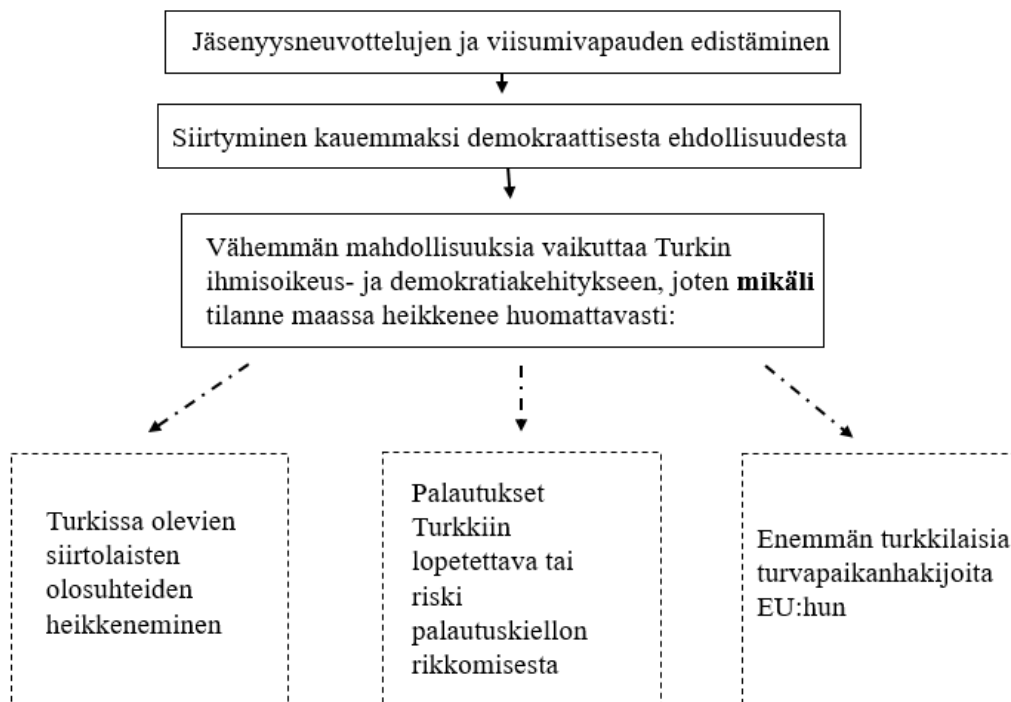 Jäsenyysneuvottelujen ja viisumivapauden edistäminen
Siirtyminen kauemmaksi demokraattisesta ehdollisuudesta
Vähemmän mahdollisuuksia vaikuttaa Turkin
ihmisoikeus- ja demokratiakehitykseen, joten mikäli
tilanne maassa heikkenee huomattavasti:
Turkissa olevien
siirtolaisten
olosuhteiden
heikkeneminen
Palautukset
Turkkiin
lopetettava tai
riski
palautuskiellon
rikkomisesta
Enemmän turkkilaisia
turvapaikanhakijoita
EU:hun